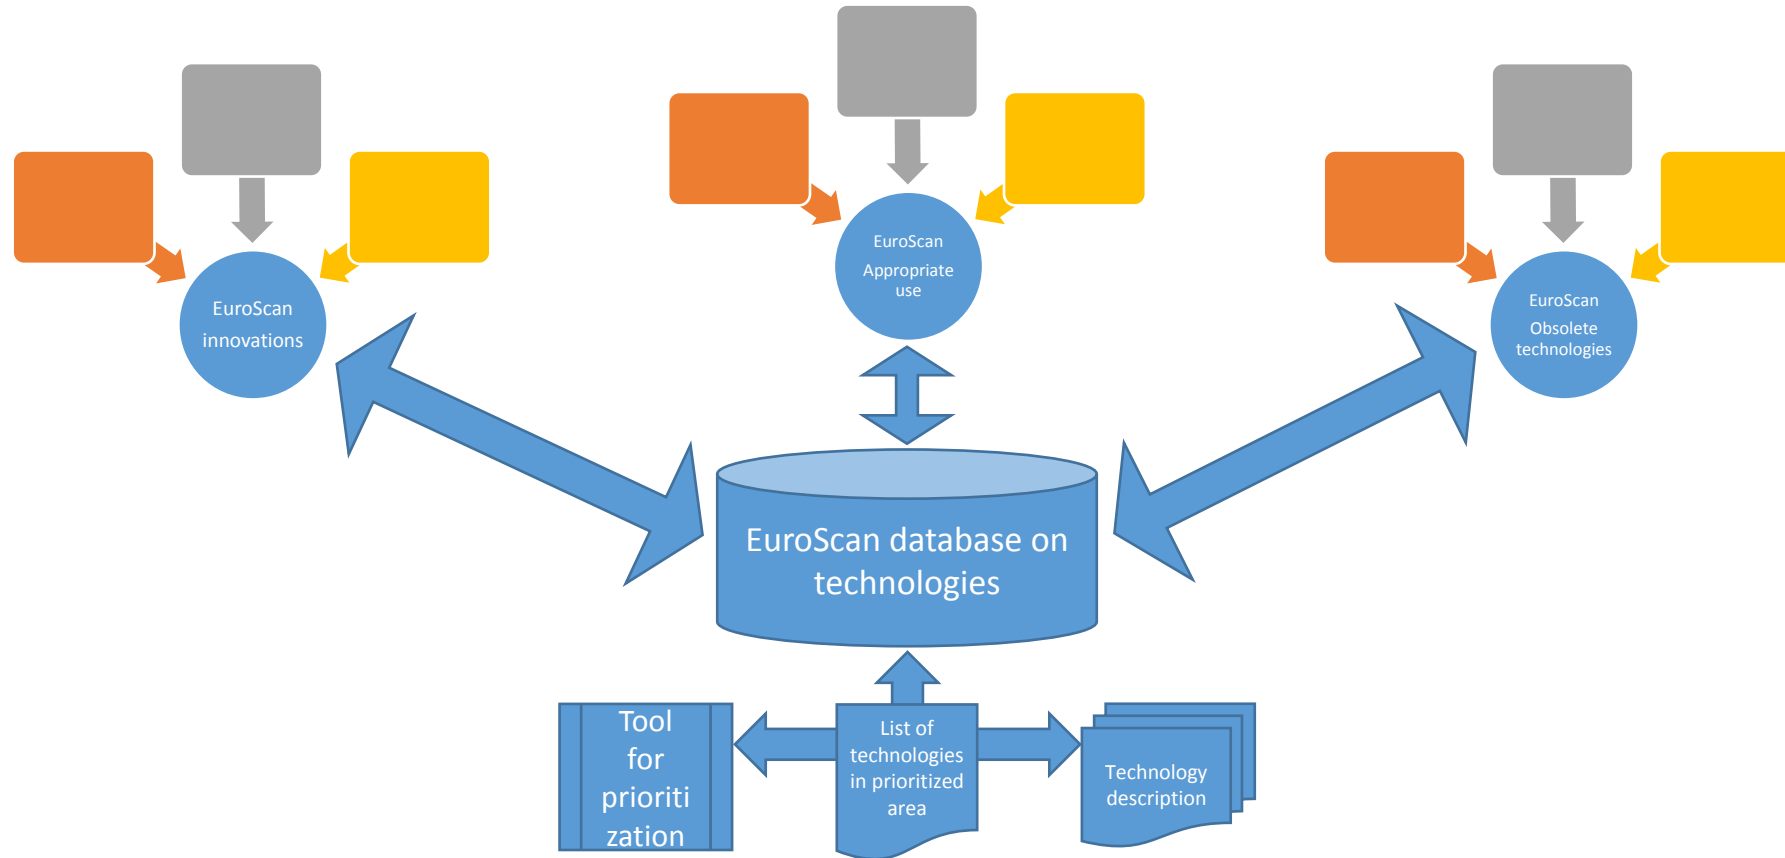 EuroScan
innovations
EuroScan
Appropriate
use
EuroScan
Obsolete
technologies
EuroScan database on
technologies
Tool
for
prioriti
zation
List of
technologies
in prioritized
area
Technology
description